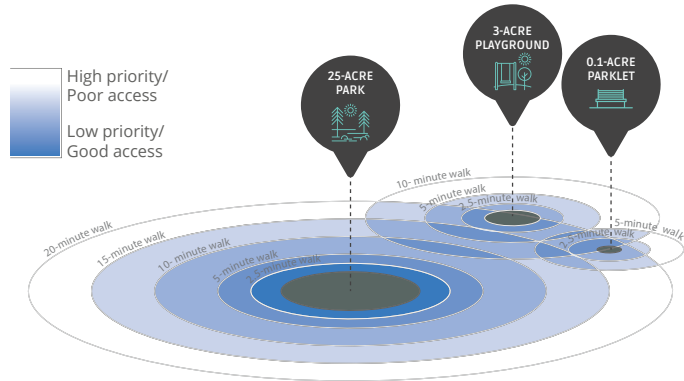 High priority/
Poor access
Low priority/
Good access
25-ACRE
PARK
3-ACRE
PLAYGROUND
0.1-ACRE
PARKLET
20-minute walk
15-minute walk
10- minute walk
5-minute walk
2.5-minute walk
10- minute walk
5-minute walk
2.5-minute walk
5-minute walk
2.5-minute walk